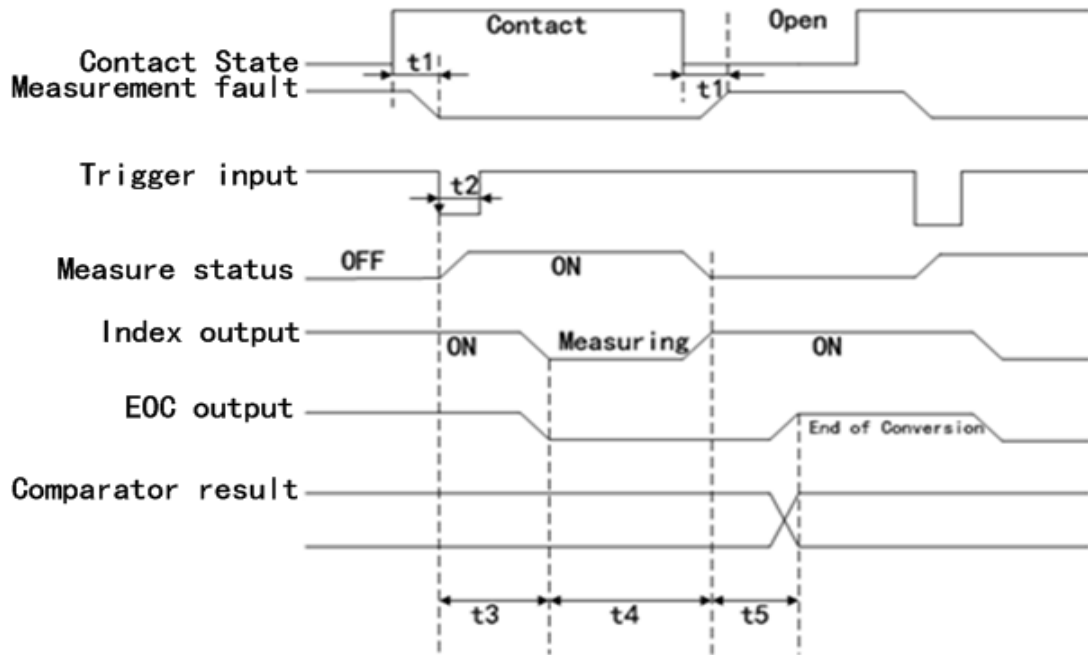 Contact
Open
Contact State
t1
t1
Measurement fault
Trigger input
t2
Measure status
OFF
ON
Index output
ON
Measuring
ON
EOC output
End of Conversion
Comparator result
t3
t4
t5